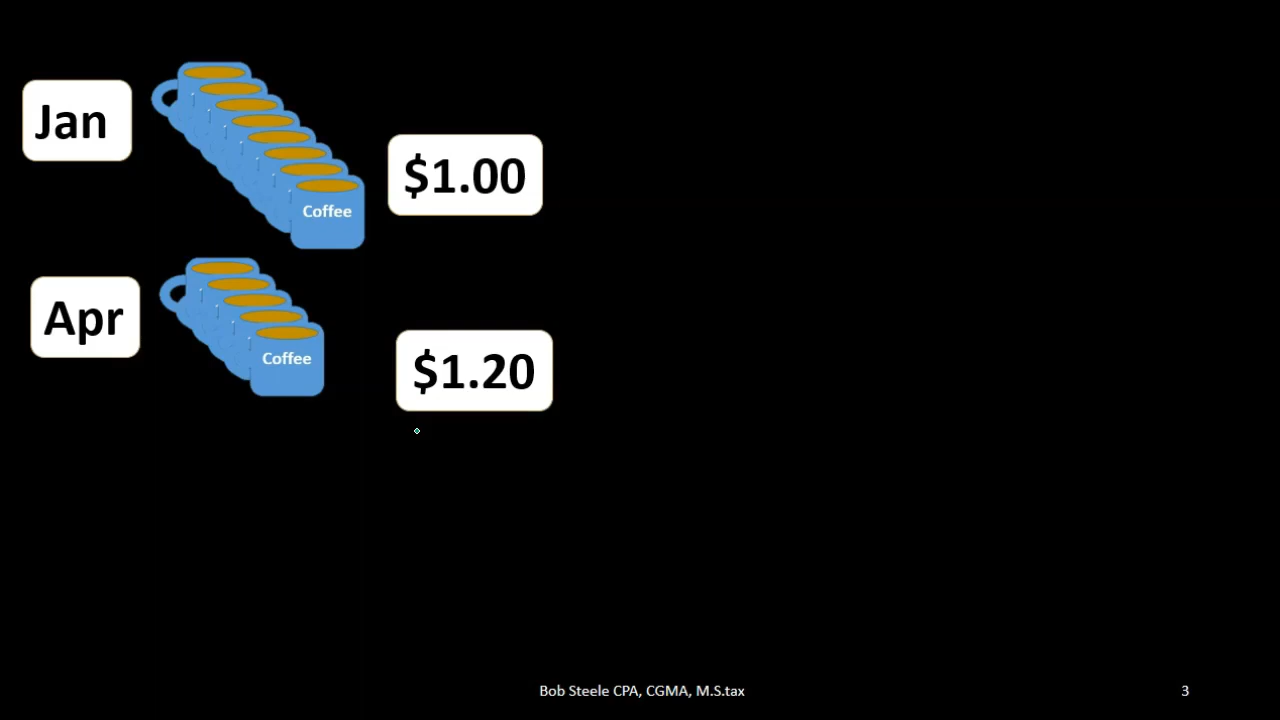 Jan
Coffee
$1.00
Apr
Coffee
$1.20
Bob Steele CPA, CGMA, M.S.tax
3